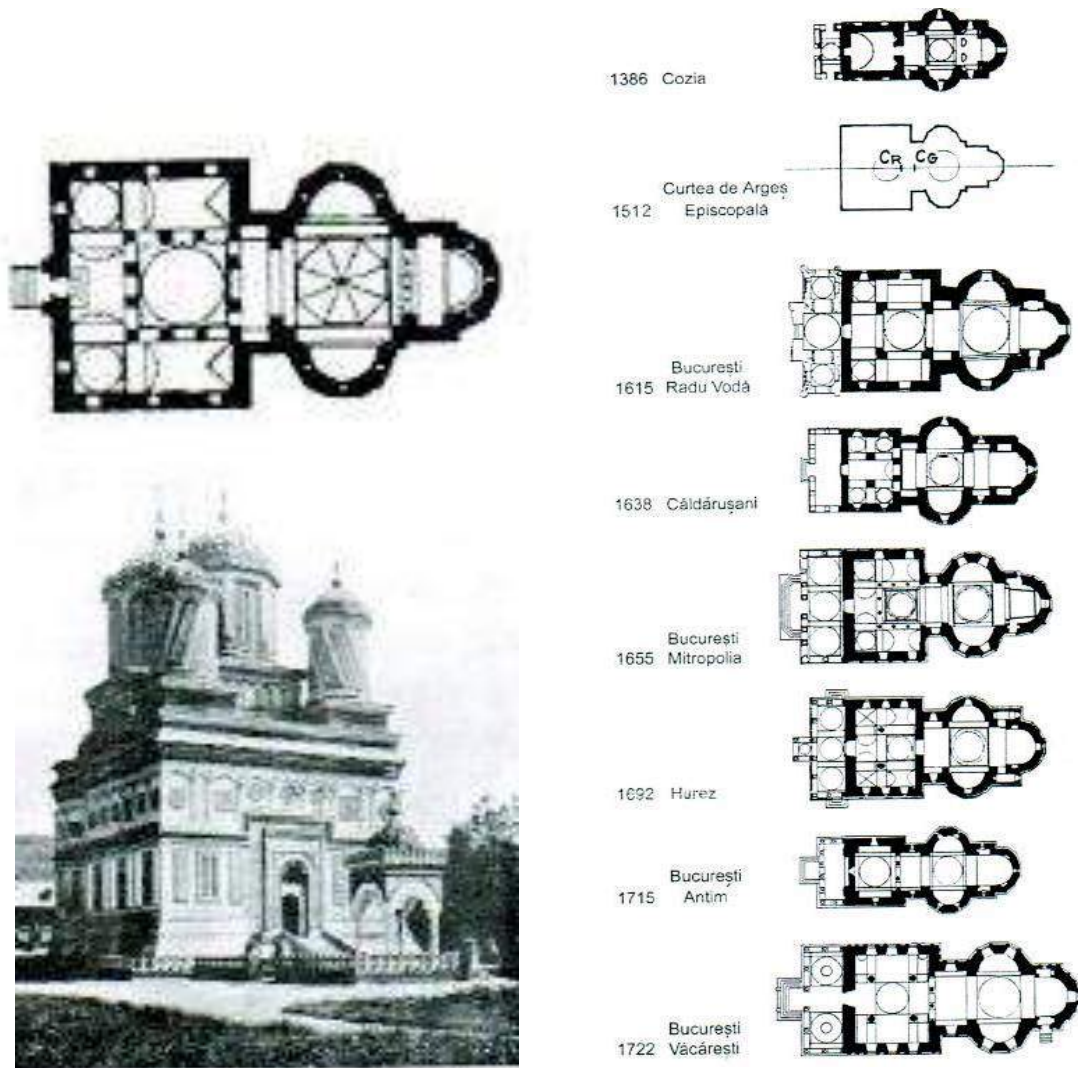 1386 Cozia
CR CG
Curtea de Argeș
1512 Episcopală
București
1615 Radu Vodă
1638 Căldărușani
București
1655 Mitropolia
1692 Hurez
București
1715 Antim
București
1722 Văcărești